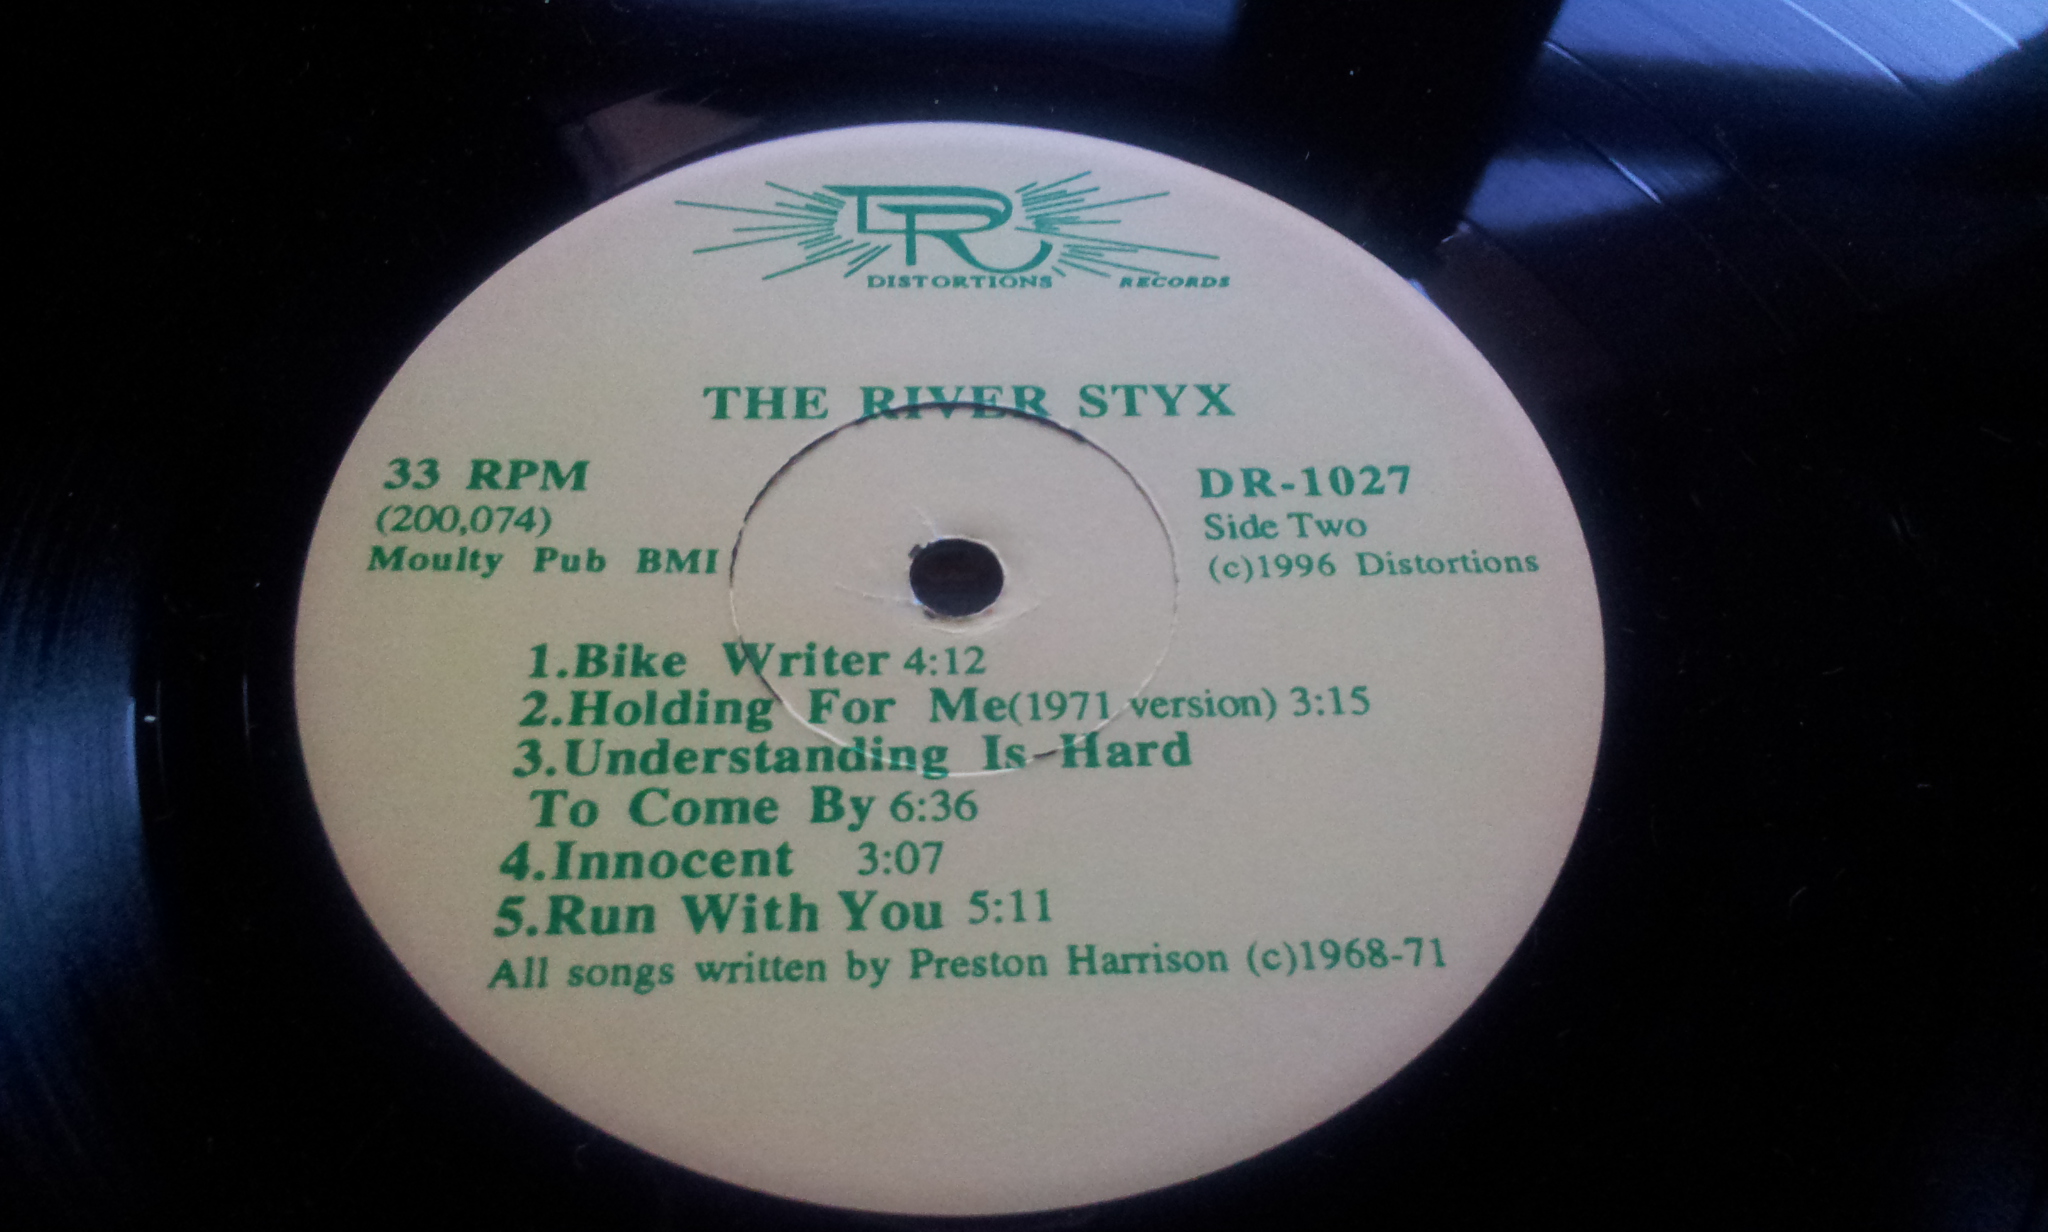 DR
DISTORTIONS RECORDS
THE RIVER STYX
33 RPM
(200,074)
Moulty Pub BMI
DR-1027
Side Two
(c)1996 Distortions
1.Bike Writer 4:12
2.Holding For Me(1971 version) 3:15
3.Understanding Is Hard
To Come By 6:36
4.Innocent 3:07
5.Run With You 5:11
All songs written by Preston Harrison (c)1968-71